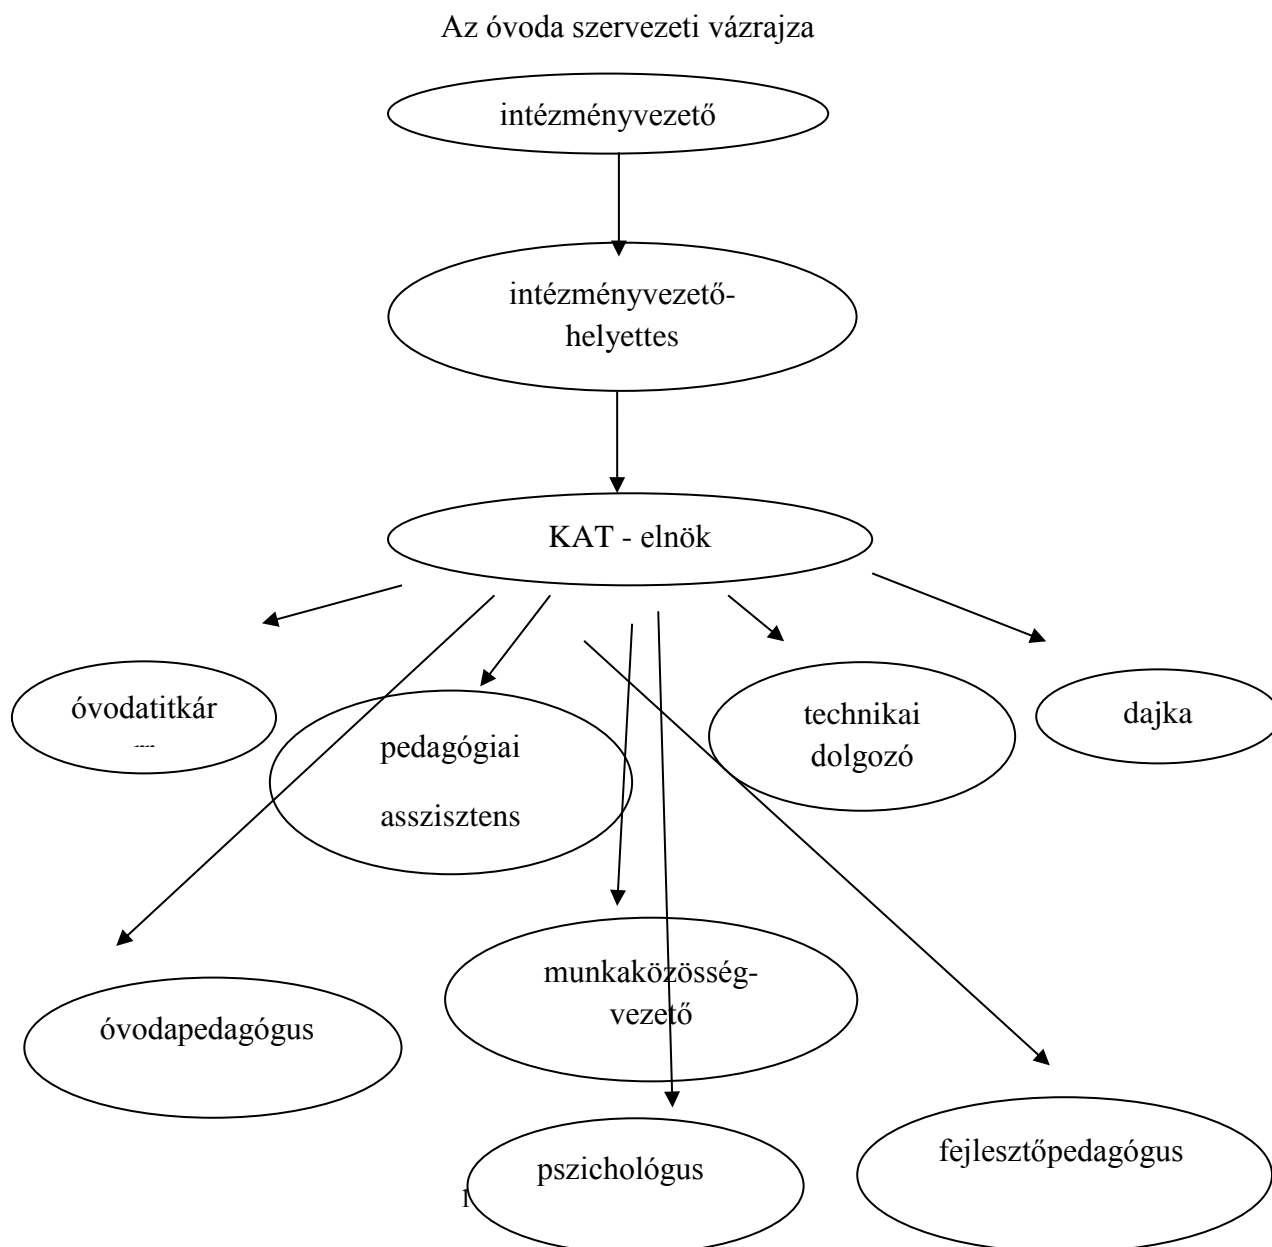 Az óvoda szervezeti vázrajza
intézményvezető
intézményvezető-
helyettes
KAT - elnök
óvodatitkár
pedagógiai
asszisztens
technikai
dolgozó
dajka
óvodapedagógus
munkaközösség-
vezető
pszichológus
fejlesztőpedagógus